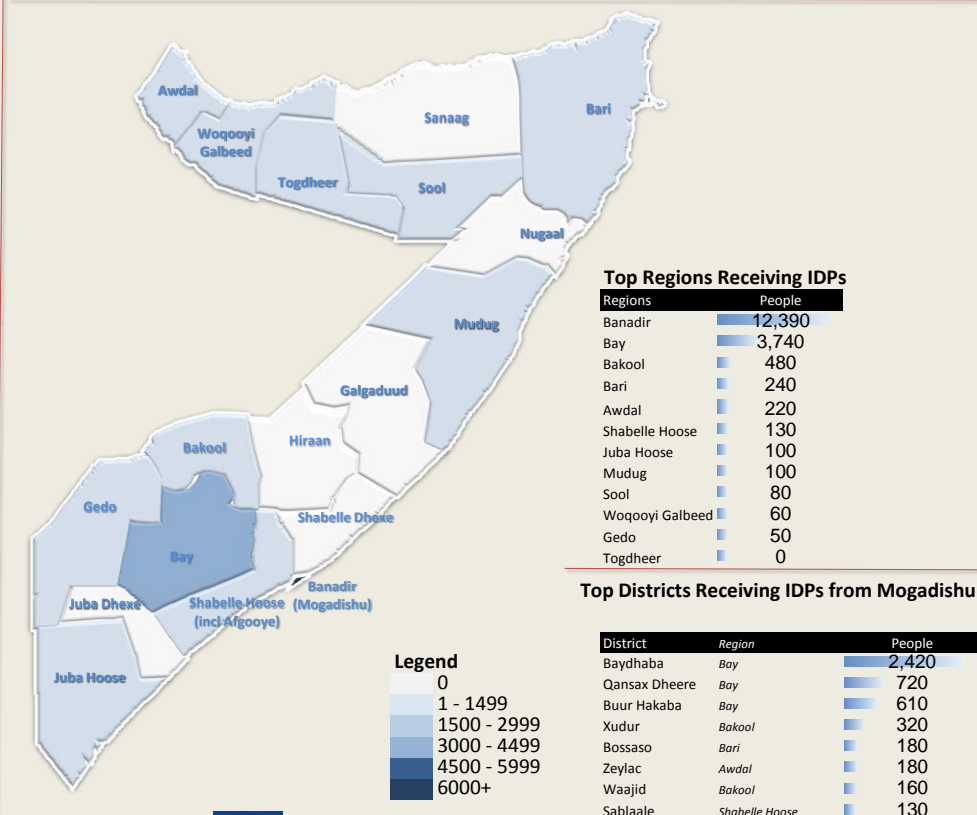 Awdal
Woqooyi
Galbeed
Togdheer
Sanaag
Sool
Bari
Nugaal
Mudug
Galgaduud
Hiraan
Bakool
Gedo
Bay
Shabelle Dhexe
Juba Dhexe
Shabelle Hoose
(incl Afgooye)
Banadir
(Mogadishu)
Juba Hoose
Legend
0
1 - 1499
1500 - 2999
3000 - 4499
4500 - 5999
6000+
Top Regions Receiving IDPs
Regions People
Banadir 12,390
Bay 3,740
Bakool 480
Bari 240
Awdal 220
Shabelle Hoose 130
Juba Hoose 100
Mudug 100
Sool 80
Woqooyi Galbeed 60
Gedo 50
Togdheer 0
Top Districts Receiving IDPs from Mogadishu
District Region People
Baydhaba Bay 2,420
Qansax Dheere Bay 720
Buur Hakaba Bay 610
Xudur Bakool 320
Bossaso Bari 180
Zeylac Awdal 180
Waajid Bakool 160
Sablaale Shabelle Hoose 130